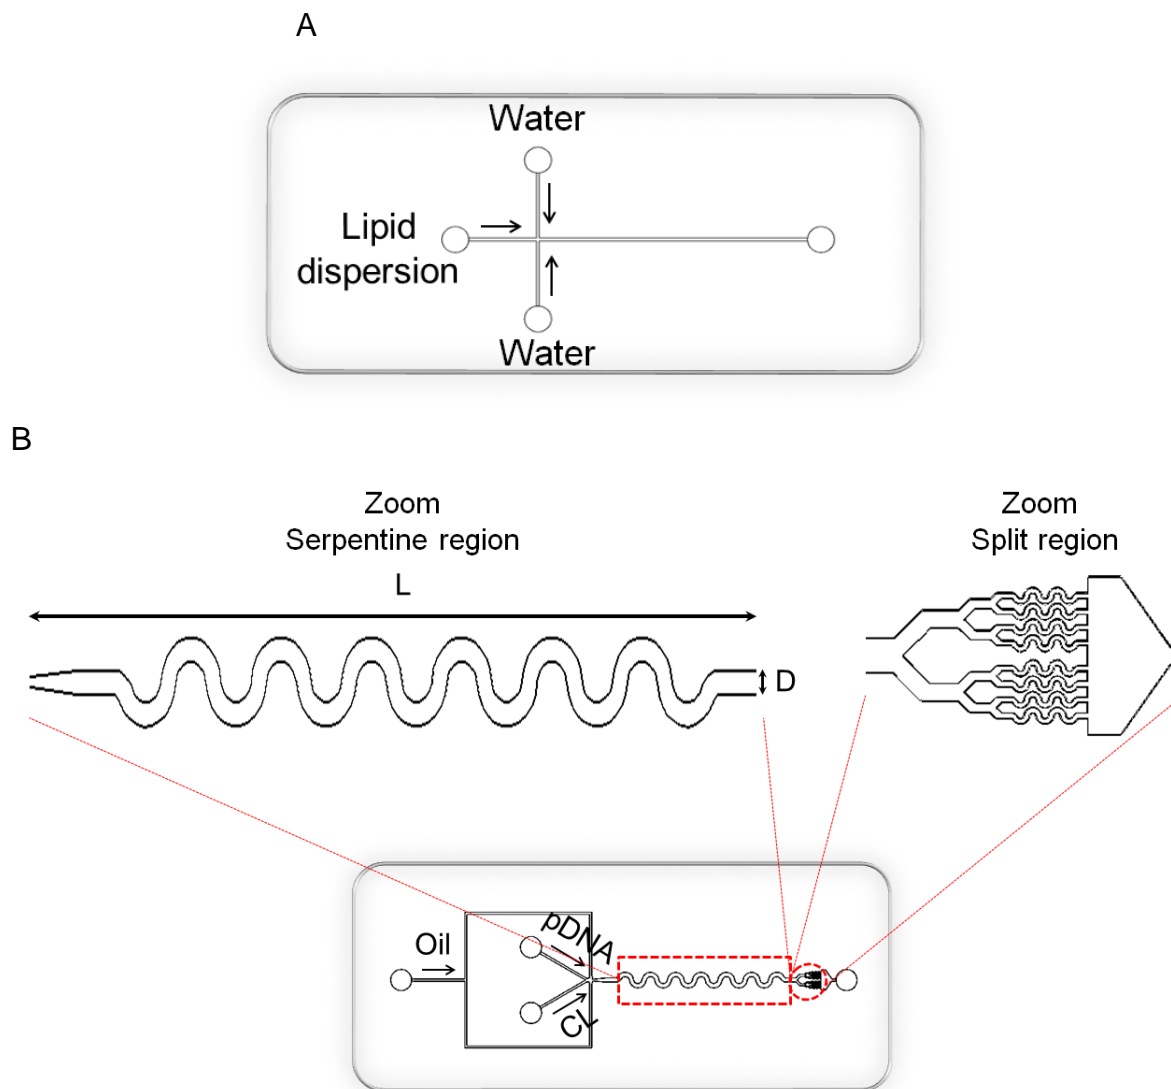 A
Water
Lipid
dispersion
Water
B
Zoom
Serpentine region
L
D
Zoom
Split region
Oil
pDNA
CL